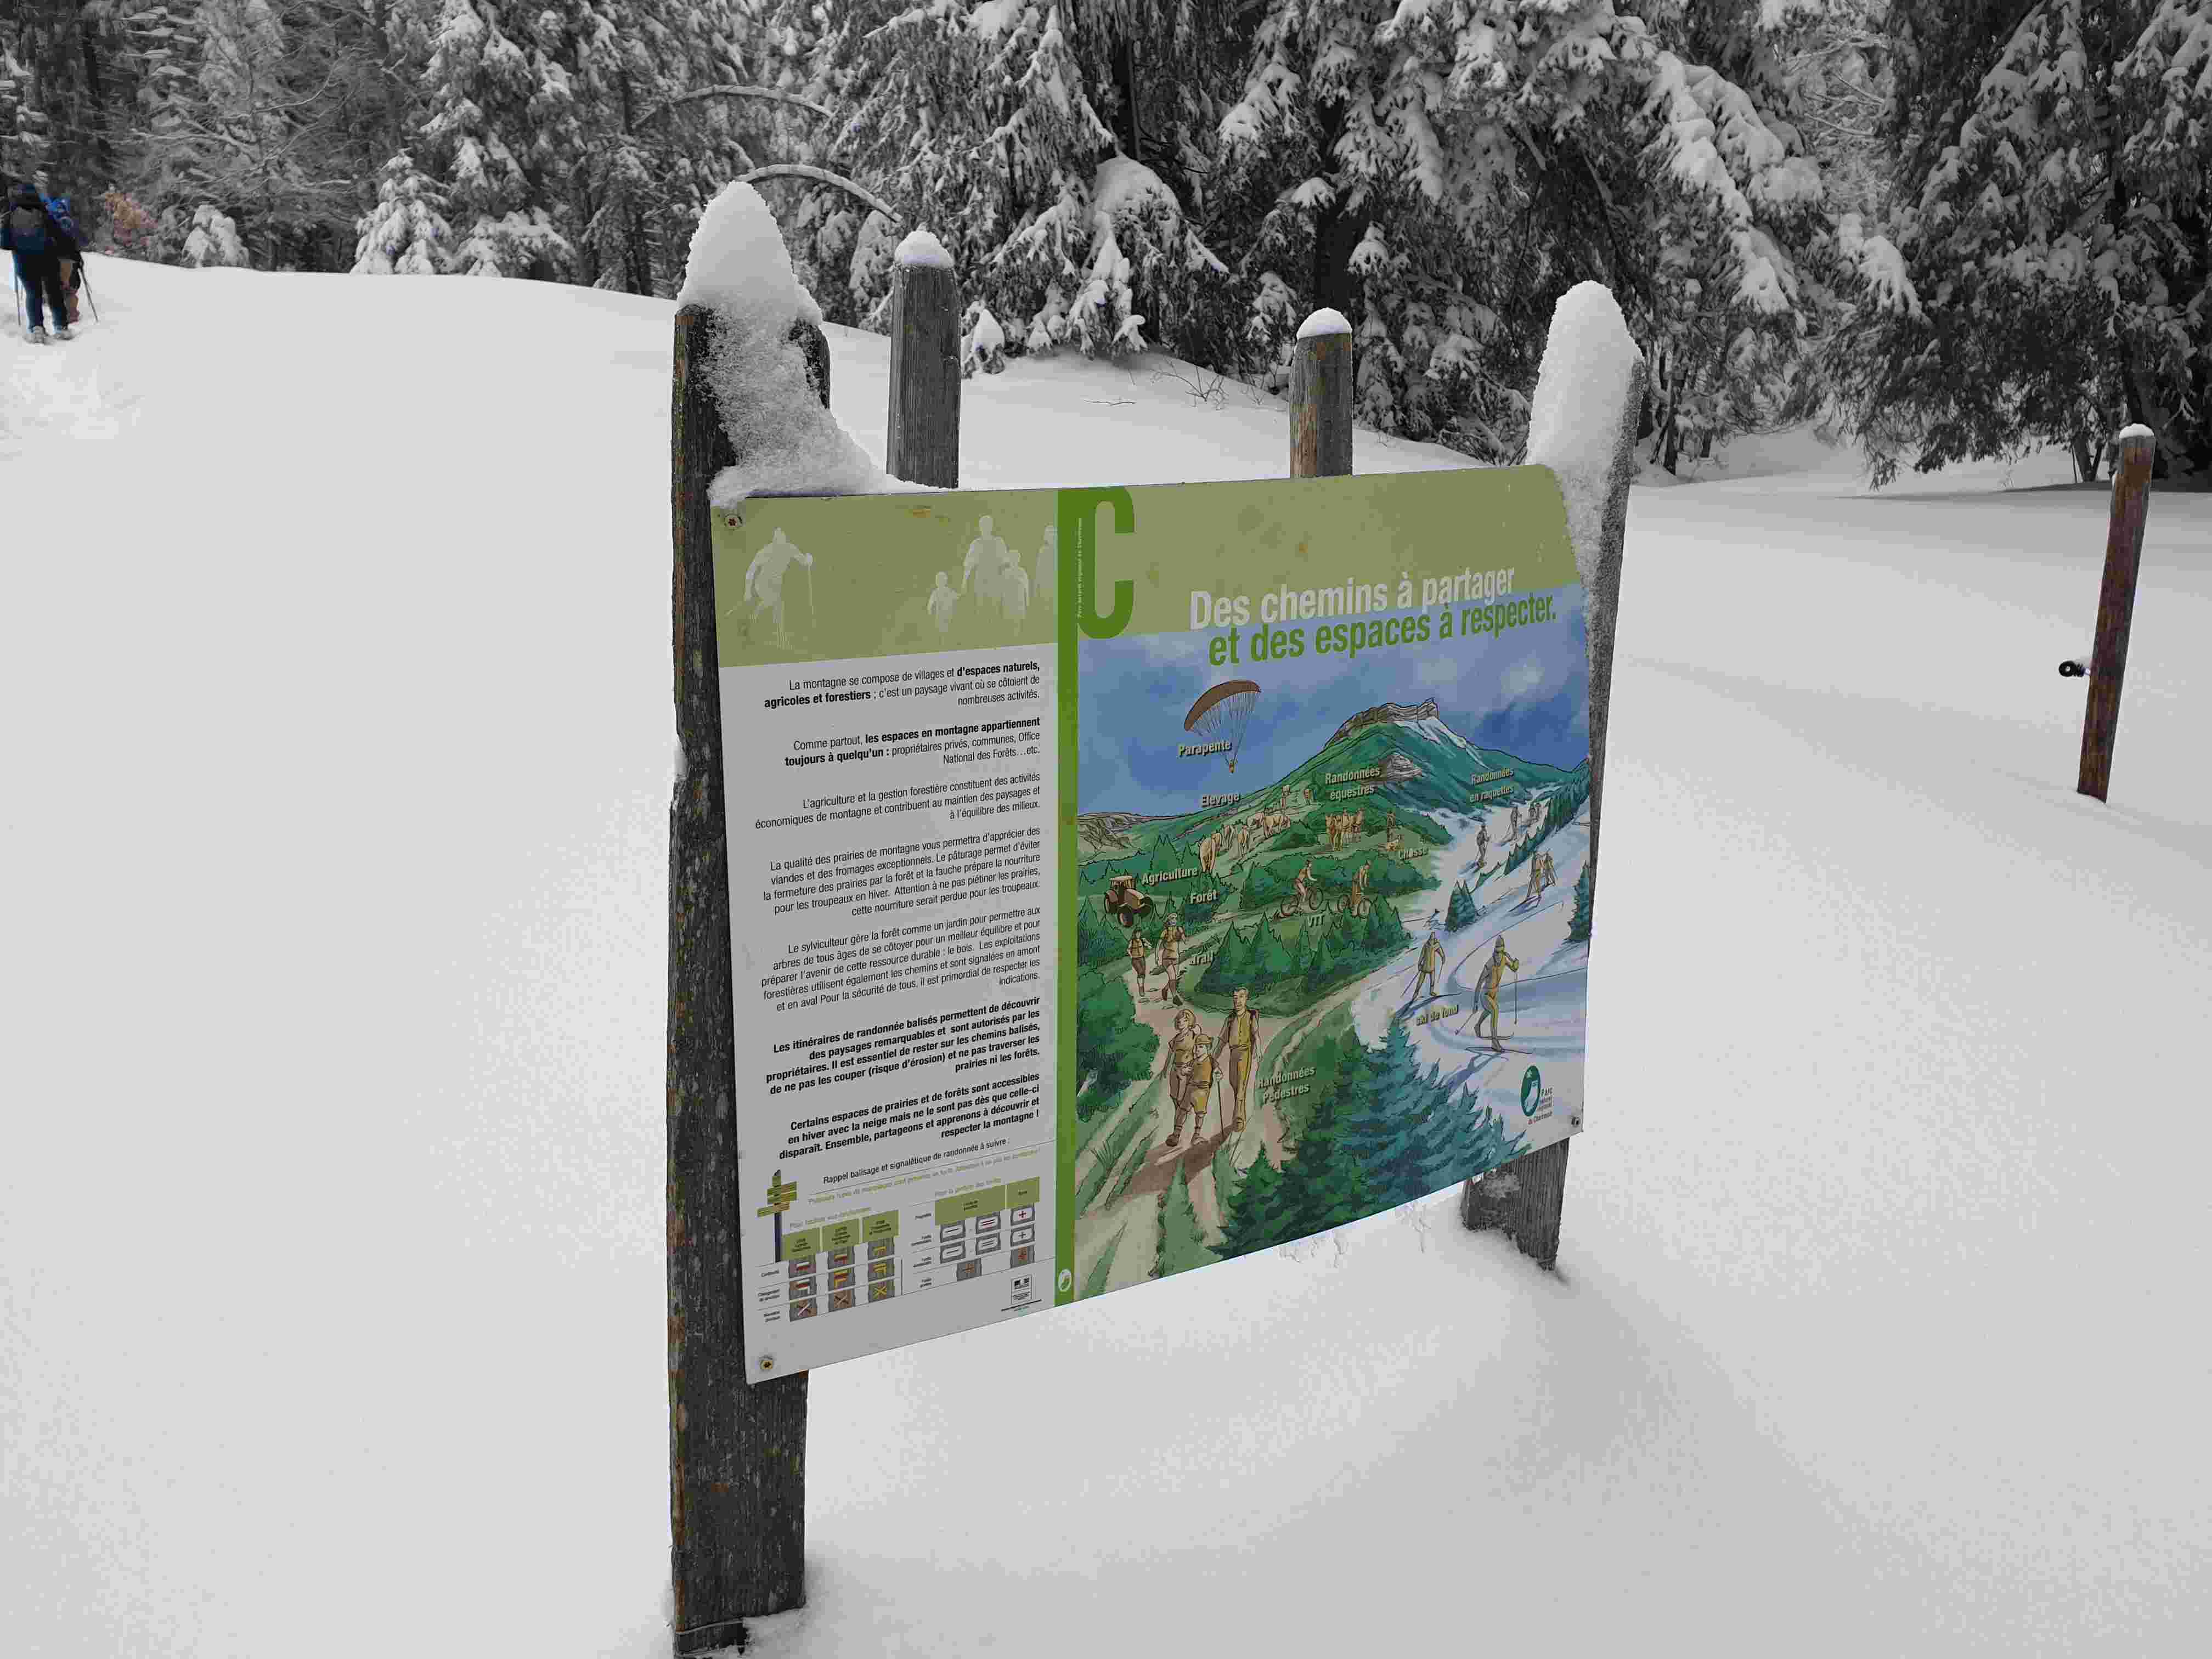 La montagne se compose de villages et d'espaces naturels,
agricoles et forestiers ; c'est un paysage vivant où se côtoient de
nombreuses activités.
Comme partout, les espaces en montagne appartiennent
toujours à quelqu'un : propriétaires privés, communes, Office
National des Forêts…etc.
L'agriculture et la gestion forestière constituent des activités
économiques de montagne et contribuent au maintien des paysages et
à l'équilibre des milieux.
La qualité des prairies de montagne vous permettra d'apprécier des
viandes et des fromages exceptionnels. Le pâturage permet d'éviter
la fermeture des prairies par la forêt et la fauche prépare la nourriture
pour les troupeaux en hiver. Attention à ne pas piétiner les prairies,
cette nourriture serait perdue pour les troupeaux.
Le sylviculteur gère la forêt comme un jardin pour permettre aux
arbres de tous âges de se côtoyer pour un meilleur équilibre et pour
préparer l'avenir de cette ressource durable : le bois. Les exploitations
forestières utilisent également les chemins et sont signalées en amont
et en aval Pour la sécurité de tous, il est primordial de respecter les
indications.
Les itinéraires de randonnée balisés permettent de découvrir
des paysages remarquables et sont autorisés par les
propriétaires. Il est essentiel de rester sur les chemins balisés,
de ne pas les couper (risque d'érosion) et ne pas traverser les
prairies ni les forêts.
Certains espaces de prairies et de forêts sont accessibles
en hiver avec la neige mais ne le sont pas dès que celle-ci
disparaît. Ensemble, partageons et apprenons à découvrir et
respecter la montagne !
Rappel balisage et signalétique de randonnée à suivre :
C
Des chemins à partager
et des espaces à respecter.
Parapente
Elevage
Randonnées
équestres
Randonnées
en raquettes
Chasse
Agriculture
Forêt
VTT
Trail
ski de fond
Randonnées
Pédestres
Parc